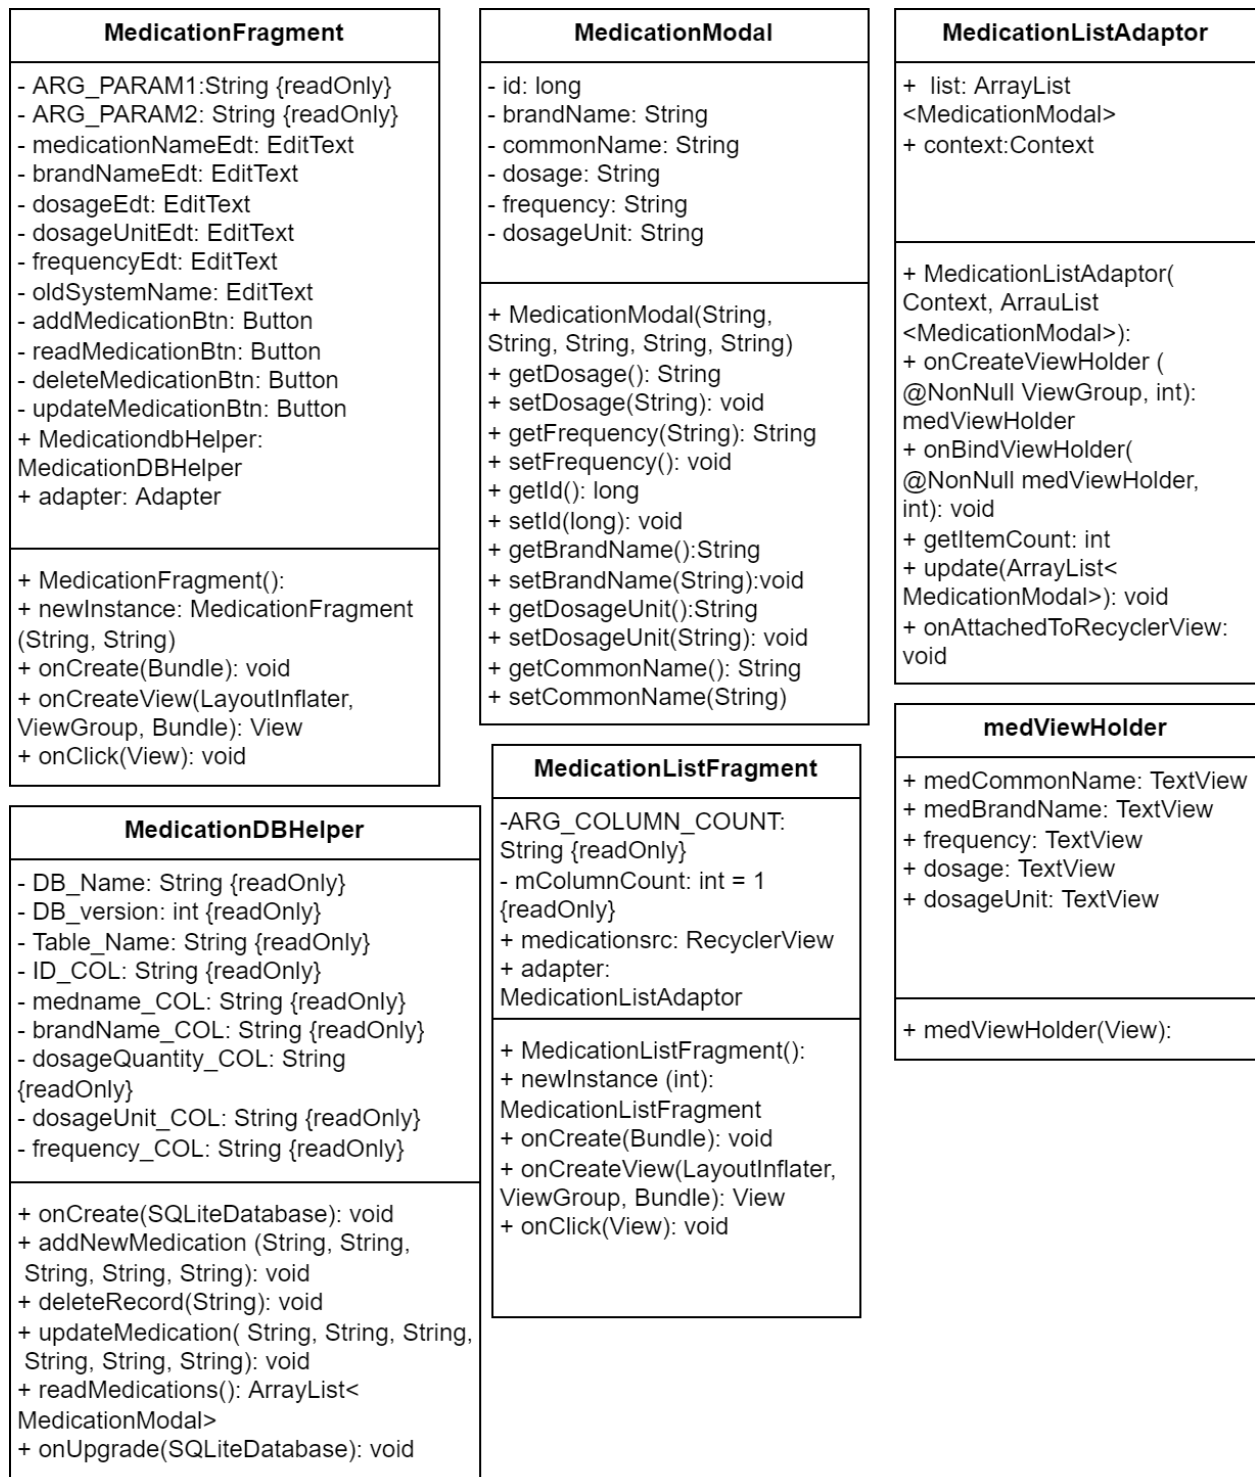 MedicationFragment
- ARG_PARAM1:String {readOnly}
- ARG_PARAM2: String {readOnly}
- medicationNameEdt: EditText
- brandNameEdt: EditText
- dosageEdt: EditText
- dosageUnitEdt: EditText
- frequencyEdt: EditText
- oldSystemName: EditText
- addMedicationBtn: Button
- readMedicationBtn: Button
- deleteMedicationBtn: Button
- updateMedicationBtn: Button
+ MedicationdbHelper:
MedicationDBHelper
+ adapter: Adapter
+ MedicationFragment():
+ newInstance: MedicationFragment
(String, String)
+ onCreate(Bundle): void
+ onCreateView(LayoutInflater,
ViewGroup, Bundle): View
+ onClick(View): void
MedicationModal
- id: long
- brandName: String
- commonName: String
- dosage: String
- frequency: String
- dosageUnit: String
+ MedicationModal(String,
String, String, String, String)
+ getDosage(): String
+ setDosage(String): void
+ getFrequency(String): String
+ setFrequency(): void
+ getId(): long
+ setId(long): void
+ getBrandName():String
+ setBrandName(String):void
+ getDosageUnit():String
+ setDosageUnit(String): void
+ getCommonName(): String
+ setCommonName(String)
MedicationListAdaptor
+ list: ArrayList
<MedicationModal>
+ context:Context
+ MedicationListAdaptor(
Context, ArrauList
<MedicationModal>):
+ onCreateViewHolder (
@NonNull ViewGroup, int):
medViewHolder
+ onBindViewHolder(
@NonNull medViewHolder,
int): void
+ getItemCount: int
+ update(ArrayList<
MedicationModal>): void
+ onAttachedToRecyclerView:
void
MedicationDBHelper
- DB_Name: String {readOnly}
- DB_version: int {readOnly}
- Table_Name: String {readOnly}
- ID_COL: String {readOnly}
- medname_COL: String {readOnly}
- brandName_COL: String {readOnly}
- dosageQuantity_COL: String
{readOnly}
- dosageUnit_COL: String {readOnly}
- frequency_COL: String {readOnly}
+ onCreate(SQLiteDatabase): void
+ addNewMedication (String, String,
String, String, String): void
+ deleteRecord(String): void
+ updateMedication( String, String, String,
String, String, String): void
+ readMedications(): ArrayList<
MedicationModal>
+ onUpgrade(SQLiteDatabase): void
MedicationListFragment
-ARG_COLUMN_COUNT:
String {readOnly}
- mColumnCount: int = 1
{readOnly}
+ medicationsrc: RecyclerView
+ adapter:
MedicationListAdaptor
+ MedicationListFragment():
+ newInstance (int):
MedicationListFragment
+ onCreate(Bundle): void
+ onCreateView(LayoutInflater,
ViewGroup, Bundle): View
+ onClick(View): void
medViewHolder
+ medCommonName: TextView
+ medBrandName: TextView
+ frequency: TextView
+ dosage: TextView
+ dosageUnit: TextView
+ medViewHolder(View):